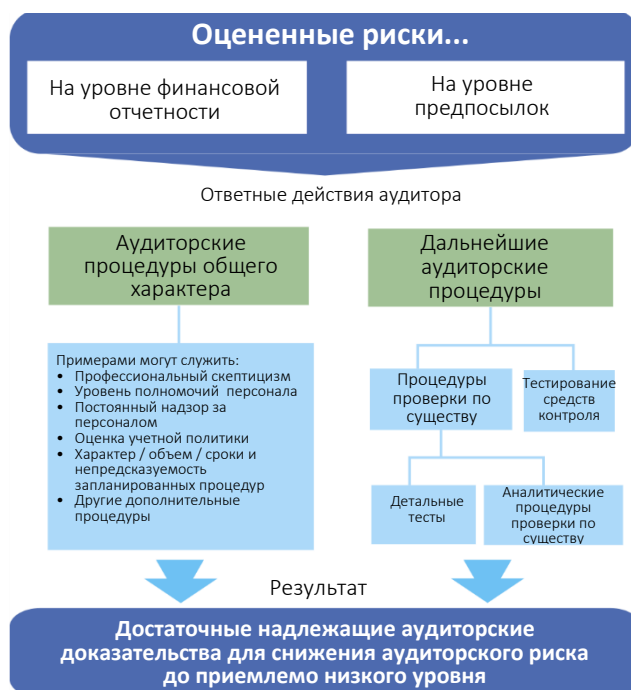 Оцененные риски...
На уровне финансовой
отчетности
На уровне
предпосылок
Ответные действия аудитора
Аудиторские
процедуры общего
характера
Дальнейшие
аудиторские
процедуры
Примерами могут служить:
• Профессиональный скептицизм
• Уровень полномочий персонала
• Постоянный надзор за
персоналом
• Оценка учетной политики
• Характер / объем / сроки и
непредсказуемость
запланированных процедур
• Другие дополнительные
процедуры
Процедуры
проверки по
существу
Тестирование
средств
контроля
Детальные
тесты
Аналитические
процедуры
проверки по
существу
Результат
Достаточные надлежащие аудиторские
доказательства для снижения аудиторского риска
до приемлемо низкого уровня